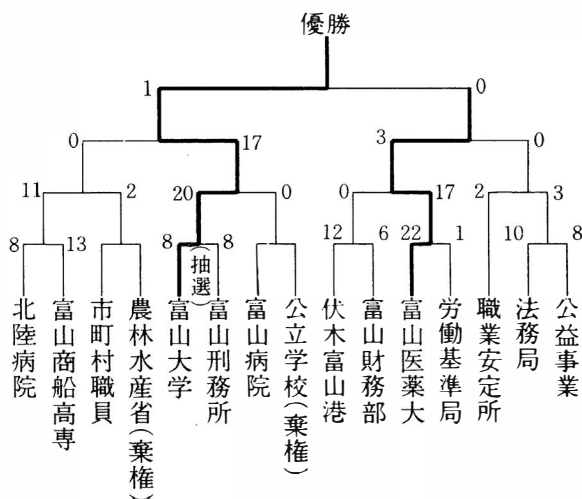 優勝
1 0
0 17 3 0
11 2 20 0 0 17 2 3
8 13 8 (抽選) 8 12 6 22 1 10 8
北陸病院
富山商船高専
市町村職員
農林水産省(棄権)
富山大学
富山刑務所
富山病院
公立学校(棄権)
伏木富山港
富山財務部
富山医薬大
労働基準局
職業安定所
法務局
公益事業